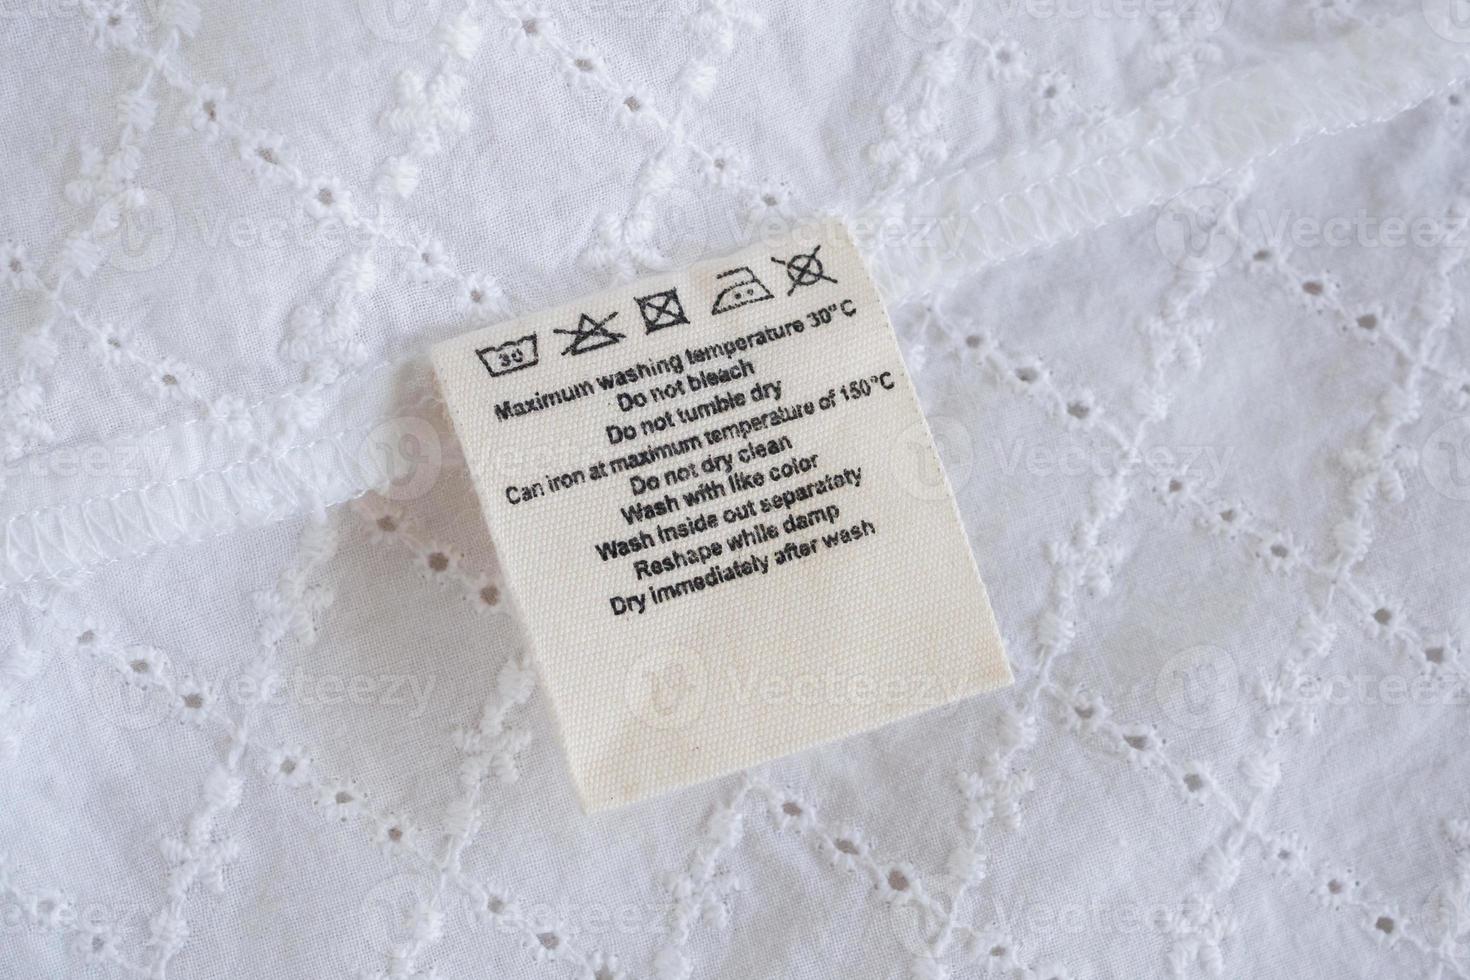 30
Maximum washing temperature 30°C
Do not bleach
Do not tumble dry
Can iron at maximum temperature of 150°C
Do not dry clean
Wash with like color
Wash inside out separately
Reshape while damp
Dry immediately after wash